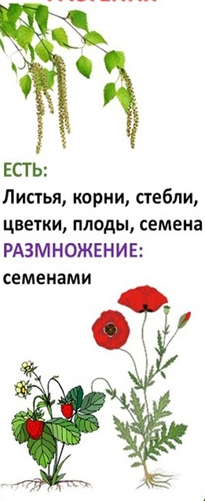 ЕСТЬ:
Листья, корни, стебли,
цветки, плоды, семена
РАЗМНОЖЕНИЕ:
семенами